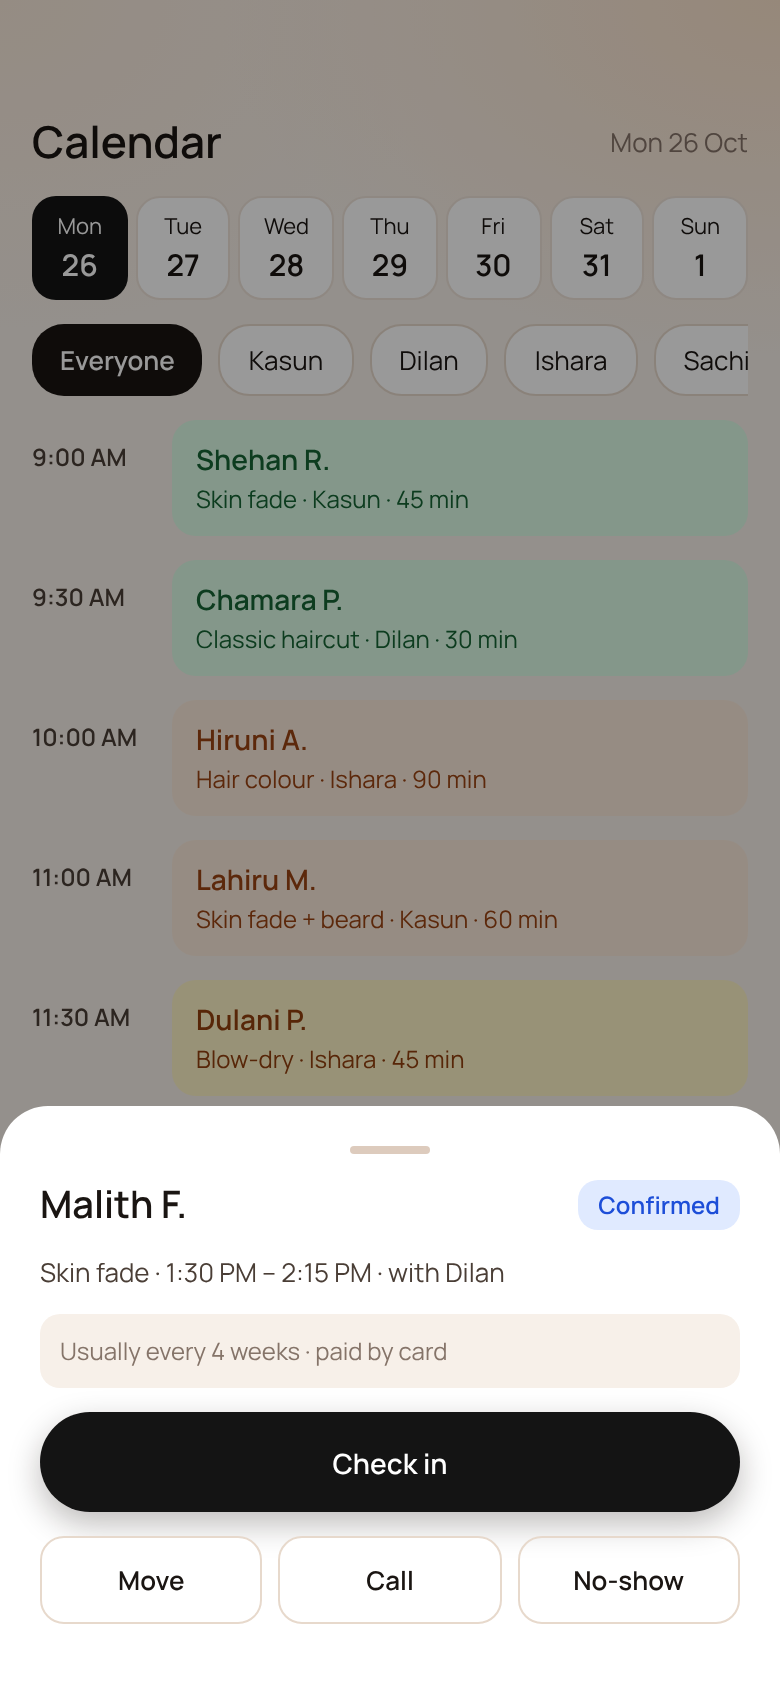 Calendar
Mon 26 Oct
Mon Tue Wed Thu Fri Sat Sun
26 27 28 29 30 31 1
Everyone Kasun Dilan Ishara Sachi
9:00 AM
Shehan R.
Skin fade · Kasun · 45 min
9:30 AM
Chamara P.
Classic haircut · Dilan · 30 min
10:00 AM
Hiruni A.
Hair colour · Ishara · 90 min
11:00 AM
Lahiru M.
Skin fade + beard · Kasun · 60 min
11:30 AM
Dulani P.
Blow-dry · Ishara · 45 min
Malith F.
Confirmed
Skin fade · 1:30 PM – 2:15 PM · with Dilan
Usually every 4 weeks · paid by card
Check in
Move Call No-show